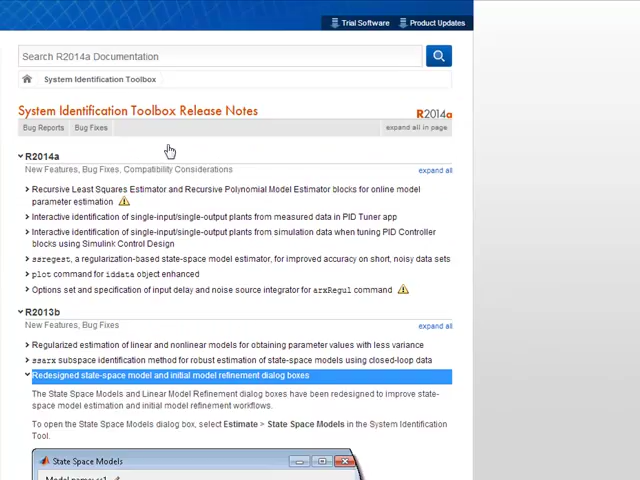 Trial Software Product Updates
Search R2014a Documentation
System Identification Toolbox
System Identification Toolbox Release Notes
R2014a
Bug Reports Bug Fixes expand all in page
R2014a
New Features, Bug Fixes, Compatibility Considerations expand all
Recursive Least Squares Estimator and Recursive Polynomial Model Estimator blocks for online model
parameter estimation
Interactive identification of single-input/single-output plants from measured data in PID Tuner app
Interactive identification of single-input/single-output plants from simulation data when tuning PID Controller
blocks using Simulink Control Design
ssregest, a regularization-based state-space model estimator, for improved accuracy on short, noisy data sets
plot command for iddata object enhanced
Options set and specification of input delay and noise source integrator for arxRegul command
R2013b
New Features, Bug Fixes expand all
Regularized estimation of linear and nonlinear models for obtaining parameter values with less variance
ssarx subspace identification method for robust estimation of state-space models using closed-loop data
Redesigned state-space model and initial model refinement dialog boxes
The State Space Models and Linear Model Refinement dialog boxes have been redesigned to improve state-
space model estimation and initial model refinement workflows.
To open the State Space Models dialog box, select Estimate > State Space Models in the System Identification
Tool.
State Space Models
Model name: ss1